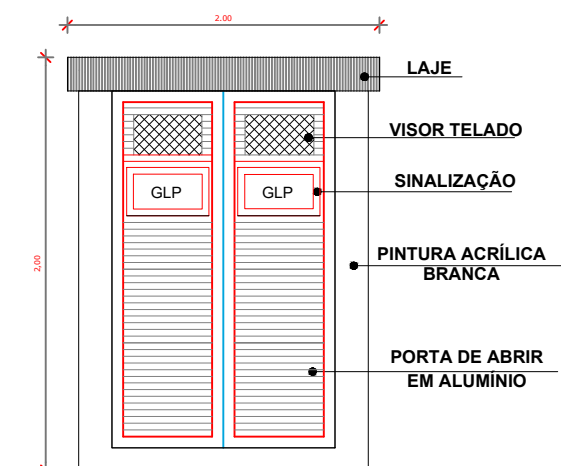 2.00
LAJE
VISOR TELADO
SINALIZAÇÃO
GLP GLP
2,00
PINTURA ACRÍLICA
BRANCA
PORTA DE ABRIR
EM ALUMÍNIO